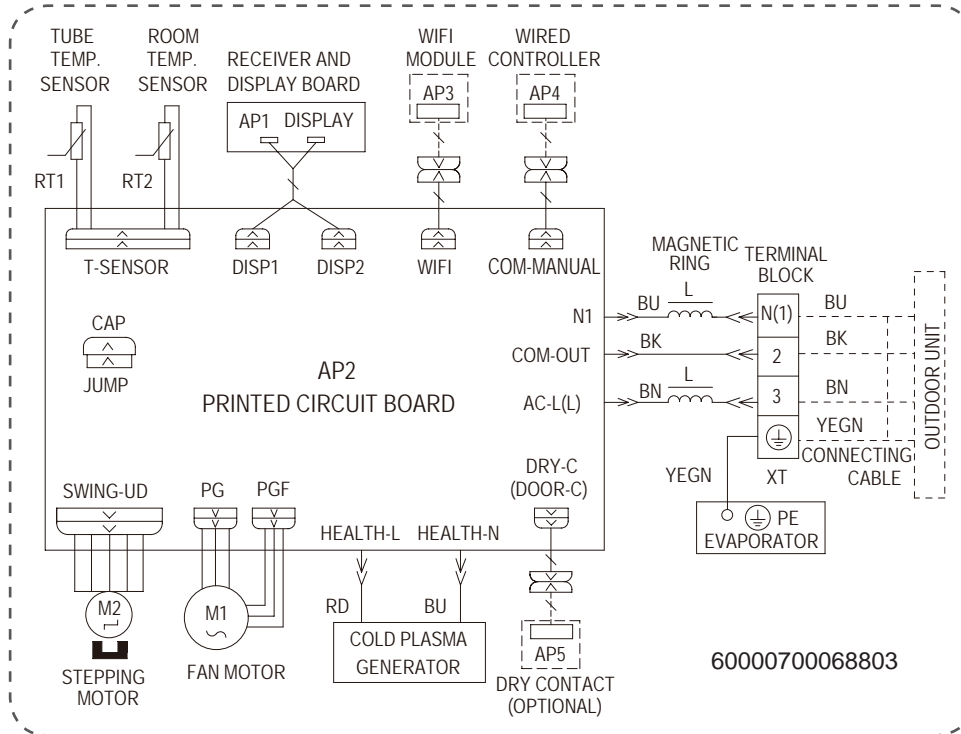 TUBE
TEMP.
SENSOR
ROOM
TEMP.
SENSOR
RECEIVER AND
DISPLAY BOARD
AP1 DISPLAY
WIFI
MODULE
AP3
WIRED
CONTROLLER
AP4
RT1
RT2
T-SENSOR
DISP1
DISP2
WIFI
COM-MANUAL
MAGNETIC
RING
TERMINAL
BLOCK
CAP
JUMP
AP2
PRINTED CIRCUIT BOARD
N1
BU
L
N(1)
BU
COM-OUT
BK
2
BK
AC-L(L)
BN
L
3
BN
YEGN
OUTDOOR UNIT
YEGN
XT
CONNECTING
CABLE
PE
EVAPORATOR
DRY-C
(DOOR-C)
SWING-UD
PG
PGF
HEALTH-L
HEALTH-N
M2
STEPPING
MOTOR
M1
FAN MOTOR
RD
BU
COLD PLASMA
GENERATOR
AP5
DRY CONTACT
(OPTIONAL)
60000700068803